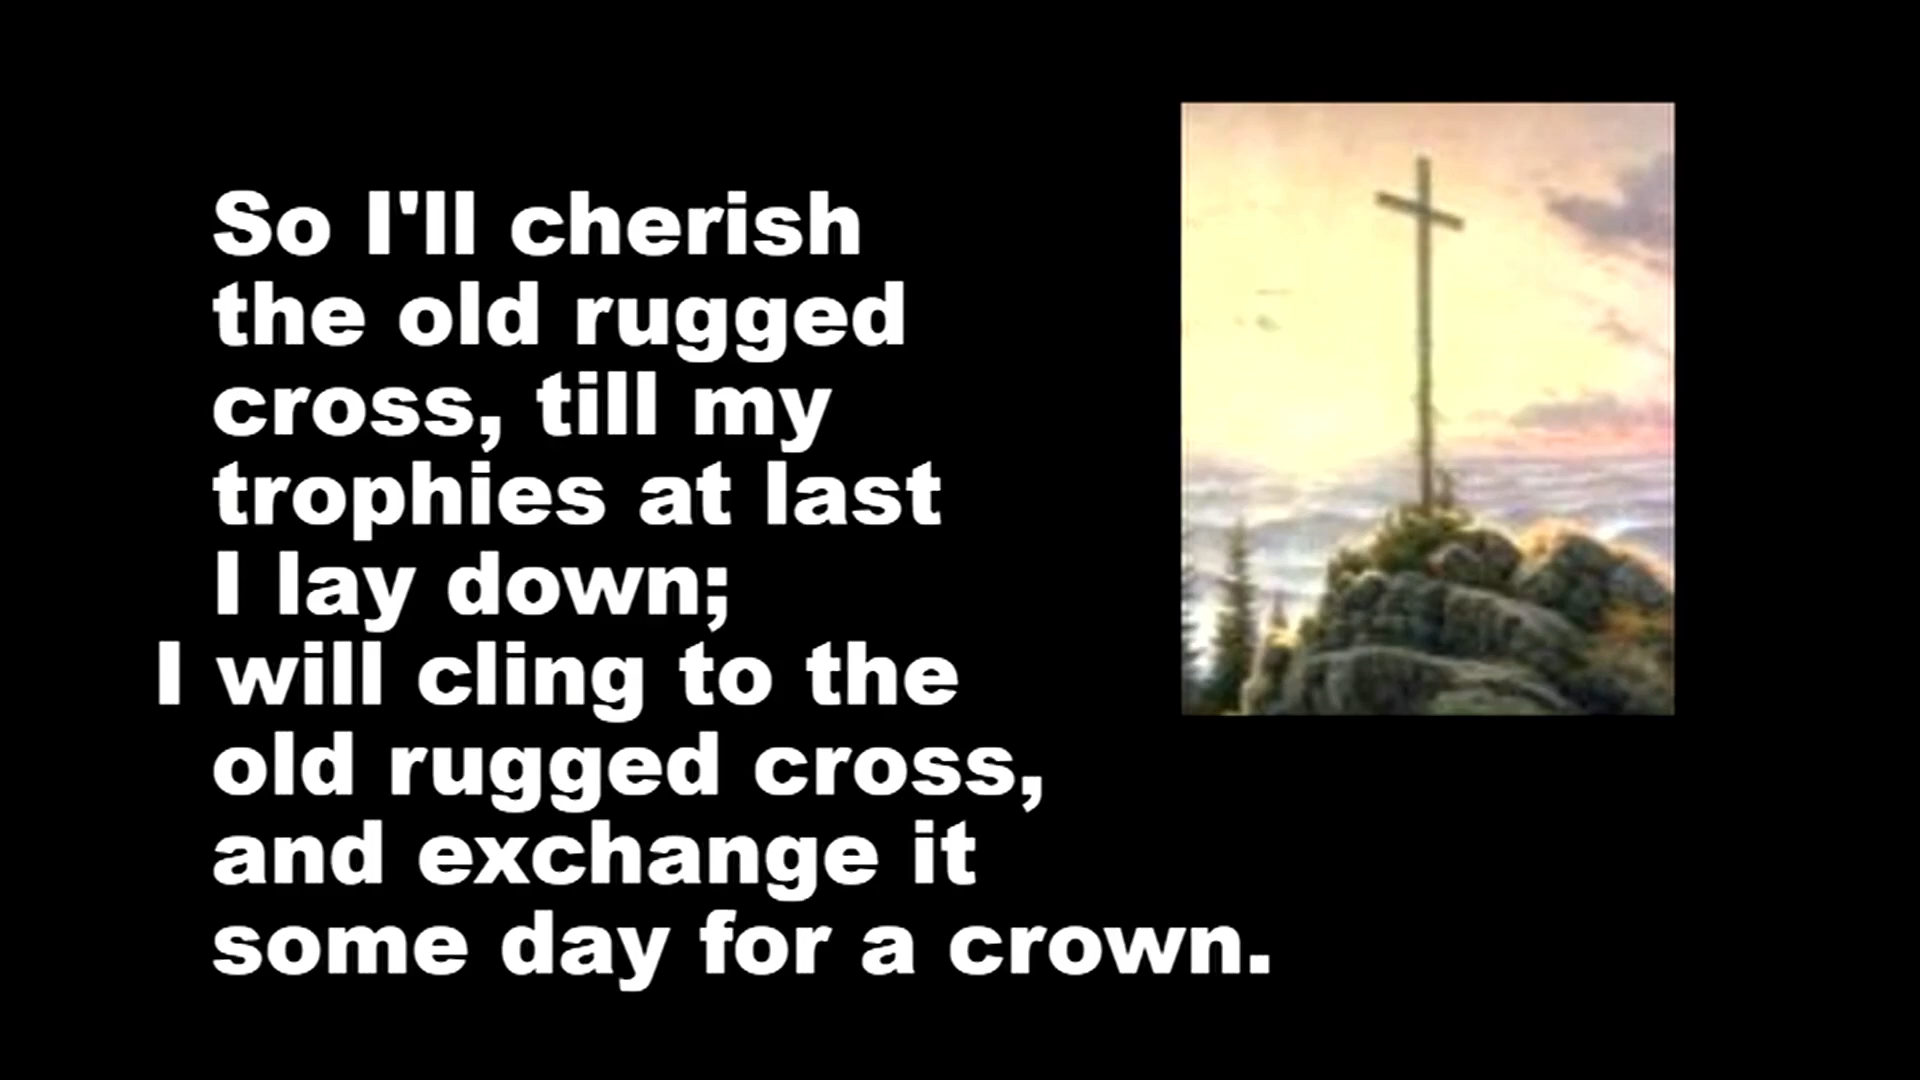 So I'll cherish
the old rugged
cross, till my
trophies at last
I lay down;
I will cling to the
old rugged cross,
and exchange it
some day for a crown.